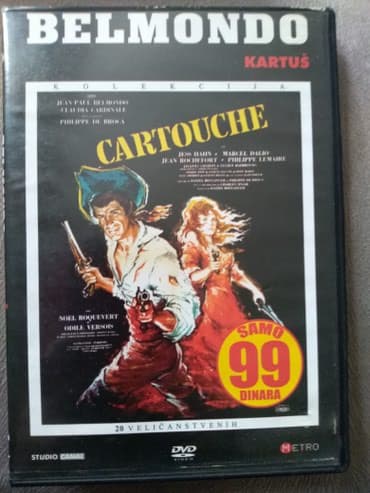 BELMONDO
KARTUŠ
KOLEKCIJA
JEAN PAUL BELMONDO
CLAUDIA CARDINALE
PHILIPPE DE BROCA
CARTOUCHE
JESS HAHN • MARCEL DALIO
JEAN ROCHEFORT • PHILIPPE LEMAIRE
NOEL ROQUEVERT
ODILE VERSOIS
SAMO
99
DINARA
20 VELIČANSTVENIH
STUDIO CANAL
DVD
VIDEO
METRO